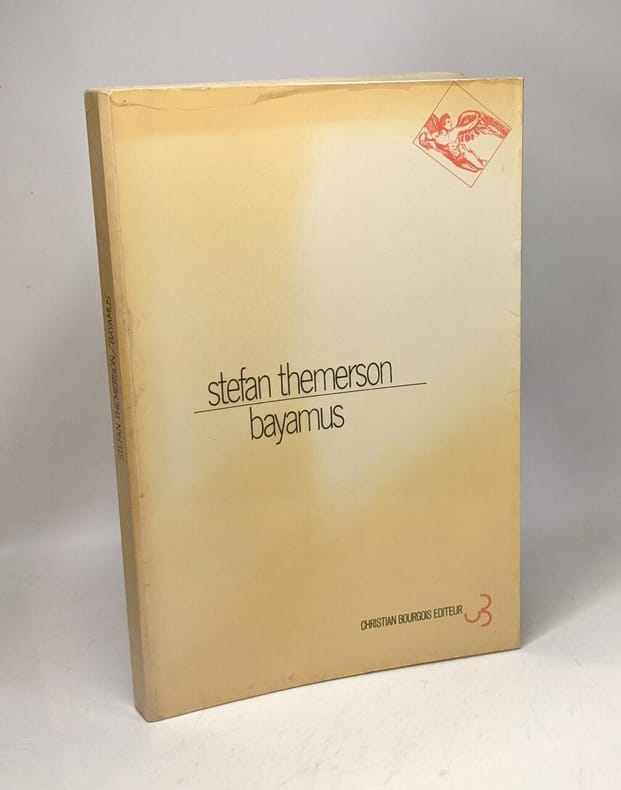 stefan themerson
bayamus
CHRISTIAN BOURGOIS EDITEUR
STEFAN THEMERSON / BAYAMUS